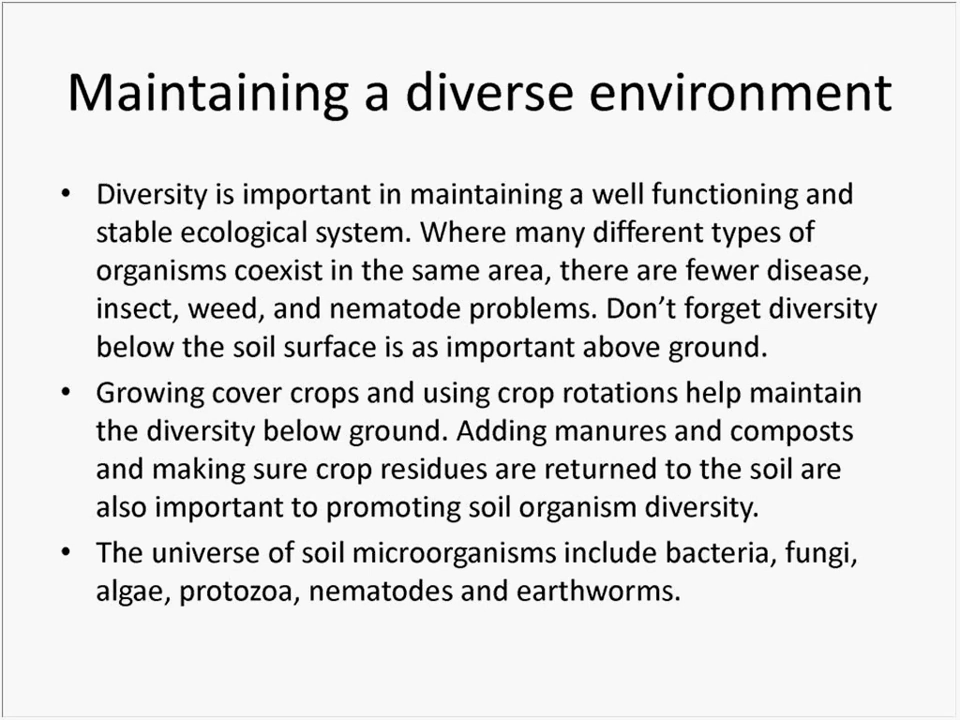 Maintaining a diverse environment
• Diversity is important in maintaining a well functioning and
stable ecological system. Where many different types of
organisms coexist in the same area, there are fewer disease,
insect, weed, and nematode problems. Don’t forget diversity
below the soil surface is as important above ground.
• Growing cover crops and using crop rotations help maintain
the diversity below ground. Adding manures and composts
and making sure crop residues are returned to the soil are
also important to promoting soil organism diversity.
• The universe of soil microorganisms include bacteria, fungi,
algae, protozoa, nematodes and earthworms.